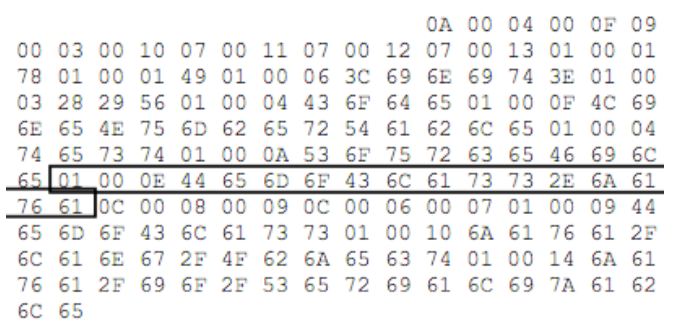 0A 00 04 00 0F 09
00 03 00 10 07 00 11 07 00 12 07 00 13 01 00 01
78 01 00 01 49 01 00 06 3C 69 6E 69 74 3E 01 00
03 28 29 56 01 00 04 43 6F 64 65 01 00 0F 4C 69
6E 65 4E 75 6D 62 65 72 54 61 62 6C 65 01 00 04
74 65 73 74 01 00 0A 53 6F 75 72 63 65 46 69 6C
65 01 00 0E 44 65 6D 6F 43 6C 61 73 73 2E 6A 61
76 61 0C 00 08 00 09 0C 00 06 00 07 01 00 09 44
65 6D 6F 43 6C 61 73 73 01 00 10 6A 61 76 61 2F
6C 61 6E 67 2F 4F 62 6A 65 63 74 01 00 14 6A 61
76 61 2F 69 6F 2F 53 65 72 69 61 6C 69 7A 61 62
6C 65